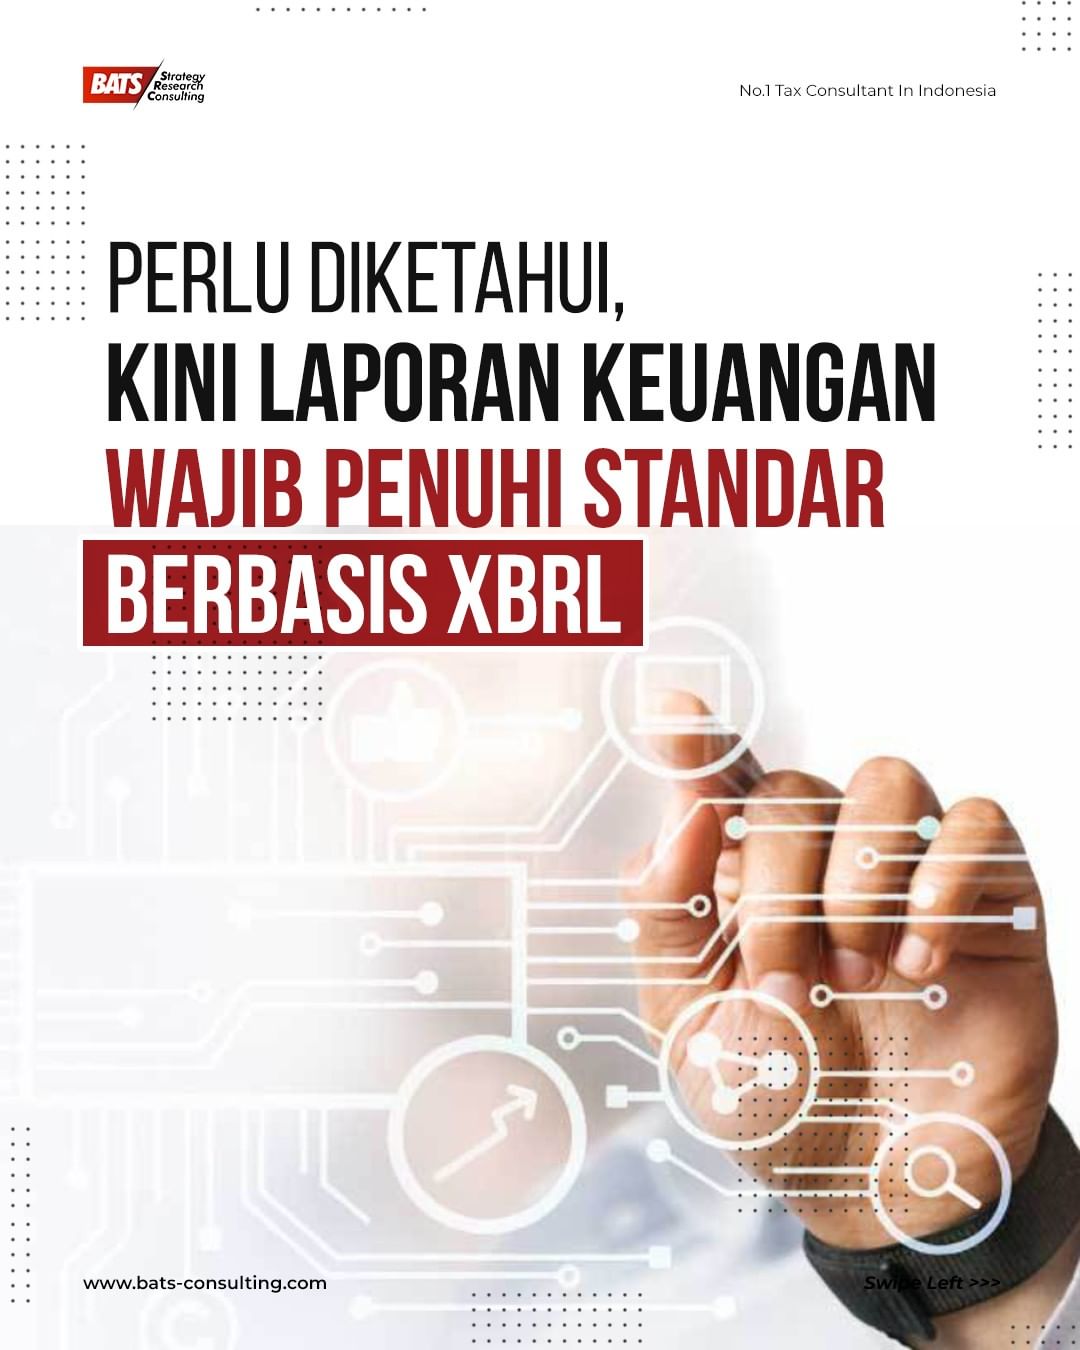 BATS Strategy
Research
Consulting
No.1 Tax Consultant In Indonesia
PERLU DIKETAHUI,
KINI LAPORAN KEUANGAN
WAJIB PENUHI STANDAR
BERBASIS XBRL
www.bats-consulting.com
Swipe Left >>>